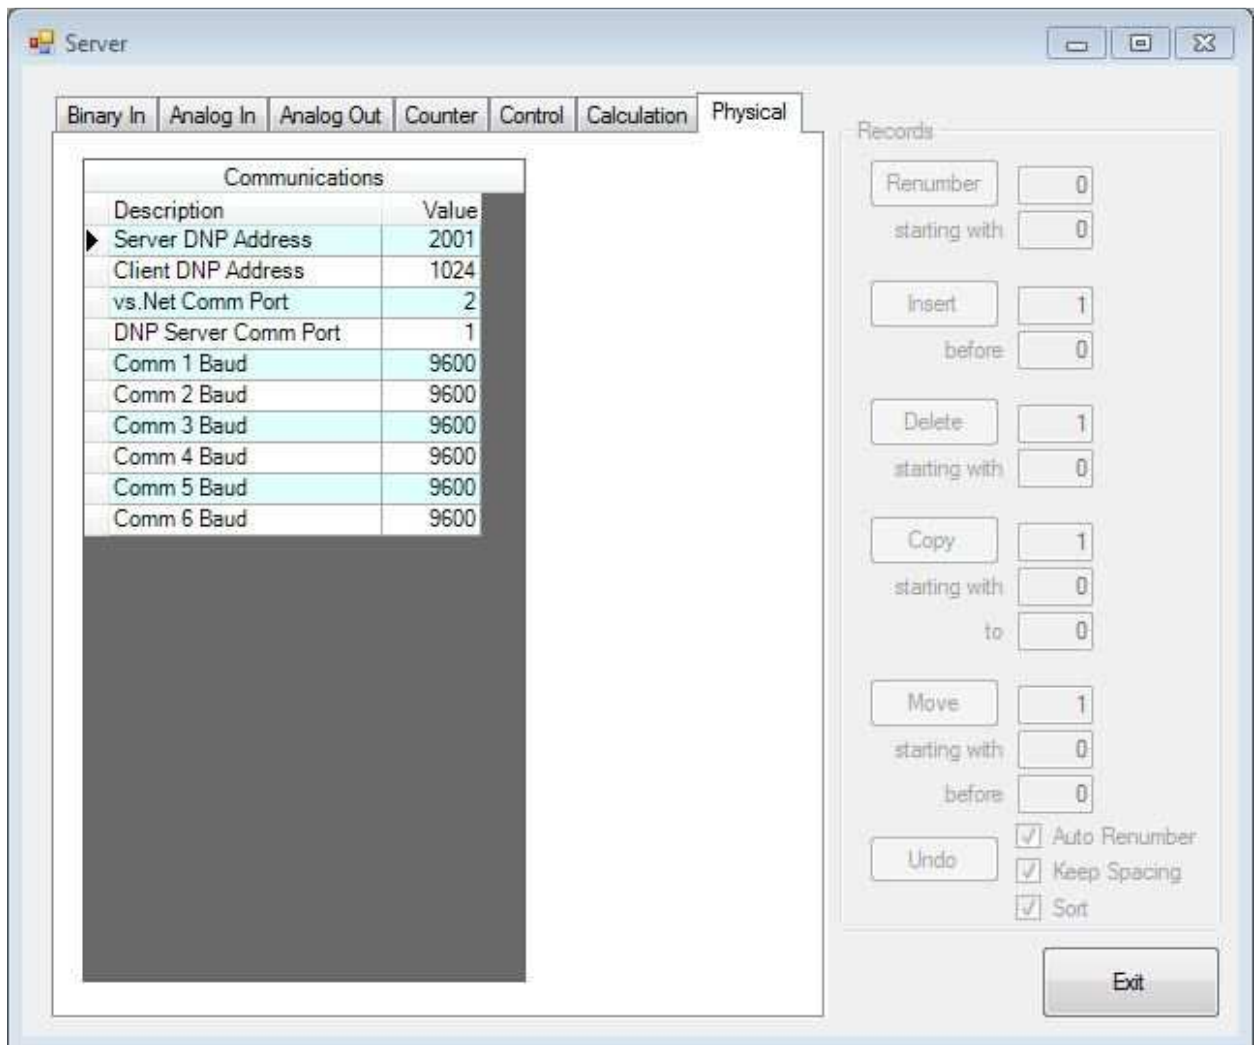 Server
Binary In Analog In Analog Out Counter Control Calculation Physical
Communications
Description Value
Server DNP Address 2001
Client DNP Address 1024
vs.Net Comm Port 2
DNP Server Comm Port 1
Comm 1 Baud 9600
Comm 2 Baud 9600
Comm 3 Baud 9600
Comm 4 Baud 9600
Comm 5 Baud 9600
Comm 6 Baud 9600
Records
Renumber 0
starting with 0
Insert 1
before 0
Delete 1
starting with 0
Copy 1
starting with 0
to 0
Move 1
starting with 0
before 0
Undo
Auto Renumber
Keep Spacing
Sort
Exit